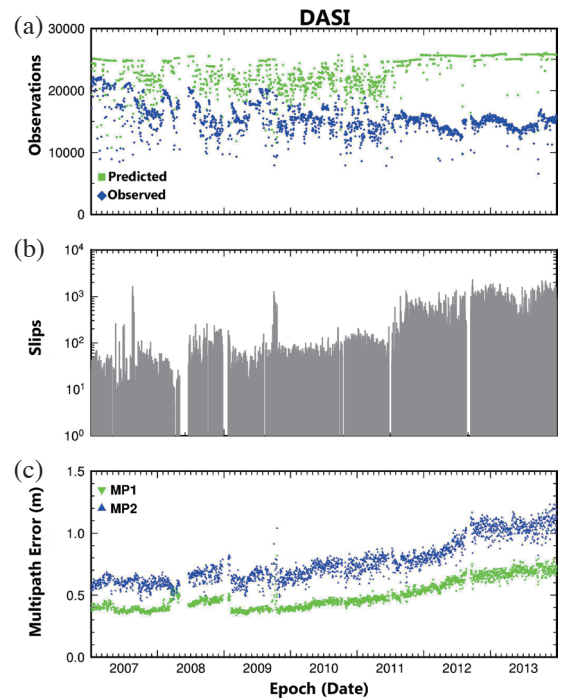 DASI
(a)
30000
20000
10000
0
Observations
Predicted
Observed
(b)
10⁴
10³
10²
10¹
10⁰
Slips
(c)
1.5
1.0
0.5
0.0
Multipath Error (m)
MP1
MP2
2007 2008 2009 2010 2011 2012 2013
Epoch (Date)